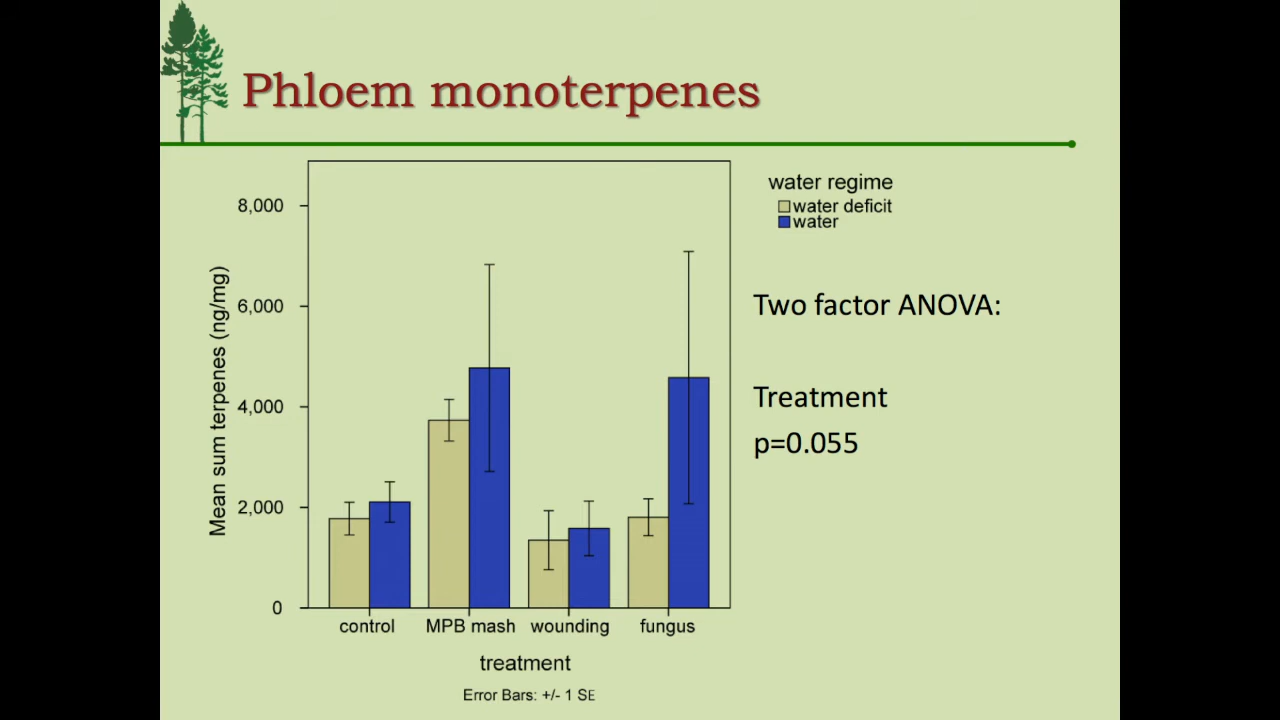 Phloem monoterpenes
8,000
6,000
4,000
2,000
0
Mean sum terpenes (ng/mg)
control MPB mash wounding fungus
treatment
Error Bars: +/- 1 SE
water regime
water deficit
water
Two factor ANOVA:
Treatment
p=0.055